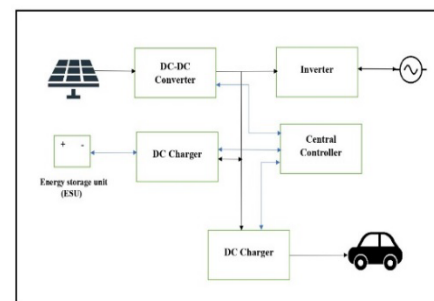 DC-DC
Converter
Inverter
+ -
DC Charger
Central
Controller
Energy storage unit
(ESU)
DC Charger